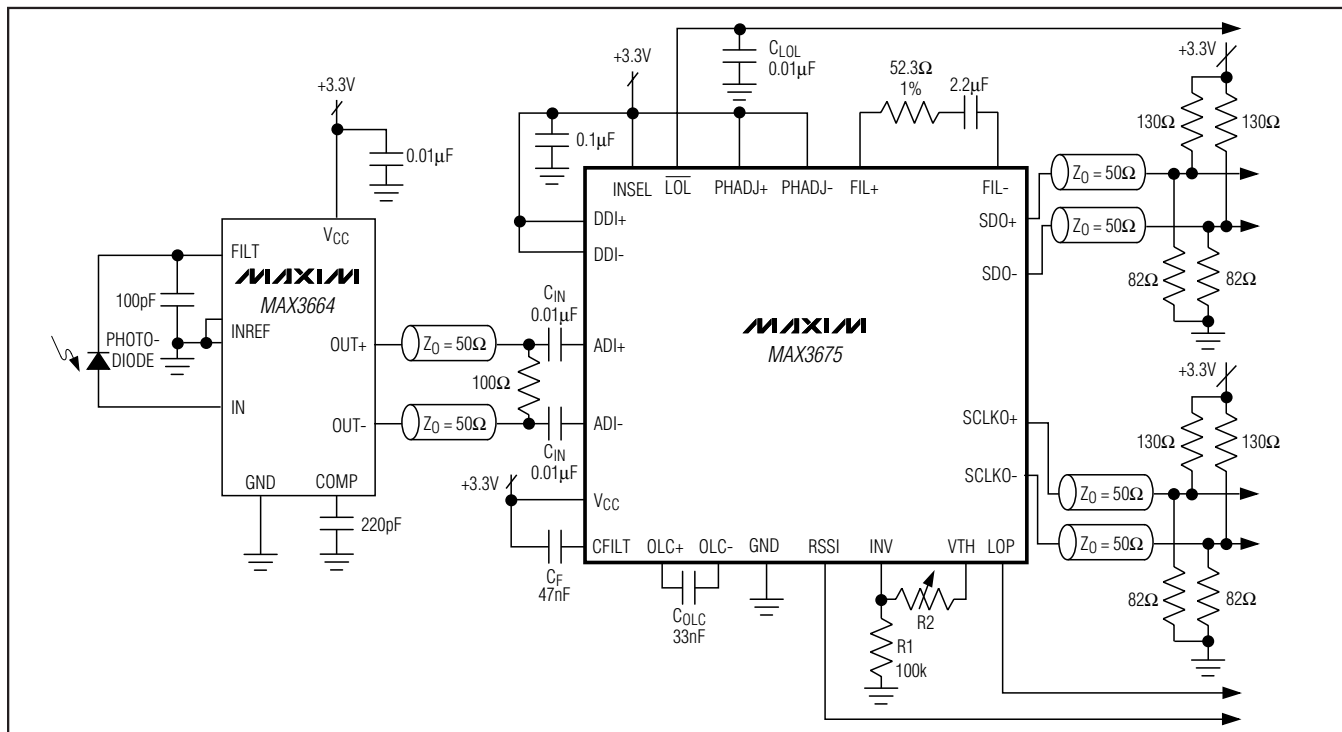 +3.3V
0.01μF
VCC
FILT
MAXIM
MAX3664
100pF
INREF
PHOTO-
DIODE
IN
OUT+
OUT-
GND
COMP
220pF
Z0 = 50Ω
Z0 = 50Ω
100Ω
CIN
0.01μF
CIN
0.01μF
+3.3V
0.1μF
CLOL
0.01μF
52.3Ω
1%
2.2μF
INSEL
LOL
PHADJ+
PHADJ-
FIL+
FIL-
DDI+
DDI-
ADI+
ADI-
MAXIM
MAX3675
SDO+
SDO-
SCLKO+
SCLKO-
+3.3V
VCC
CFILT
OLC+
OLC-
GND
RSSI
INV
VTH
LOP
CF
47nF
COLC
33nF
R1
100k
R2
+3.3V
130Ω
130Ω
Z0 = 50Ω
Z0 = 50Ω
82Ω
82Ω
+3.3V
130Ω
130Ω
Z0 = 50Ω
Z0 = 50Ω
82Ω
82Ω